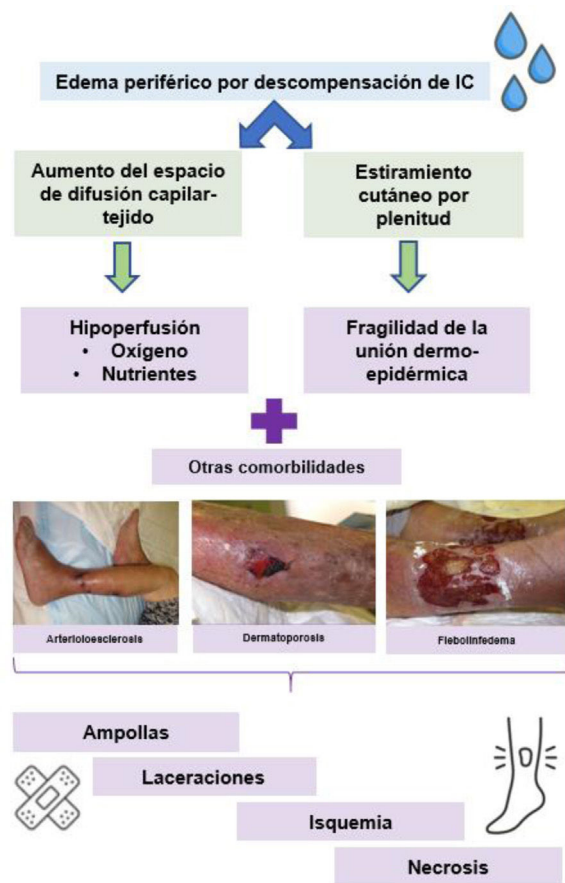 Edema periférico por descompensación de IC
Aumento del espacio
de difusión capilar-
tejido
Estiramiento
cutáneo por
plenitud
Hipoperfusión
• Oxígeno
• Nutrientes
Fragilidad de la
unión dermo-
epidérmica
Otras comorbilidades
Arterioloesclerosis
Dermatoporosis
Flebolinfedema
Ampollas
Laceraciones
Isquemia
Necrosis